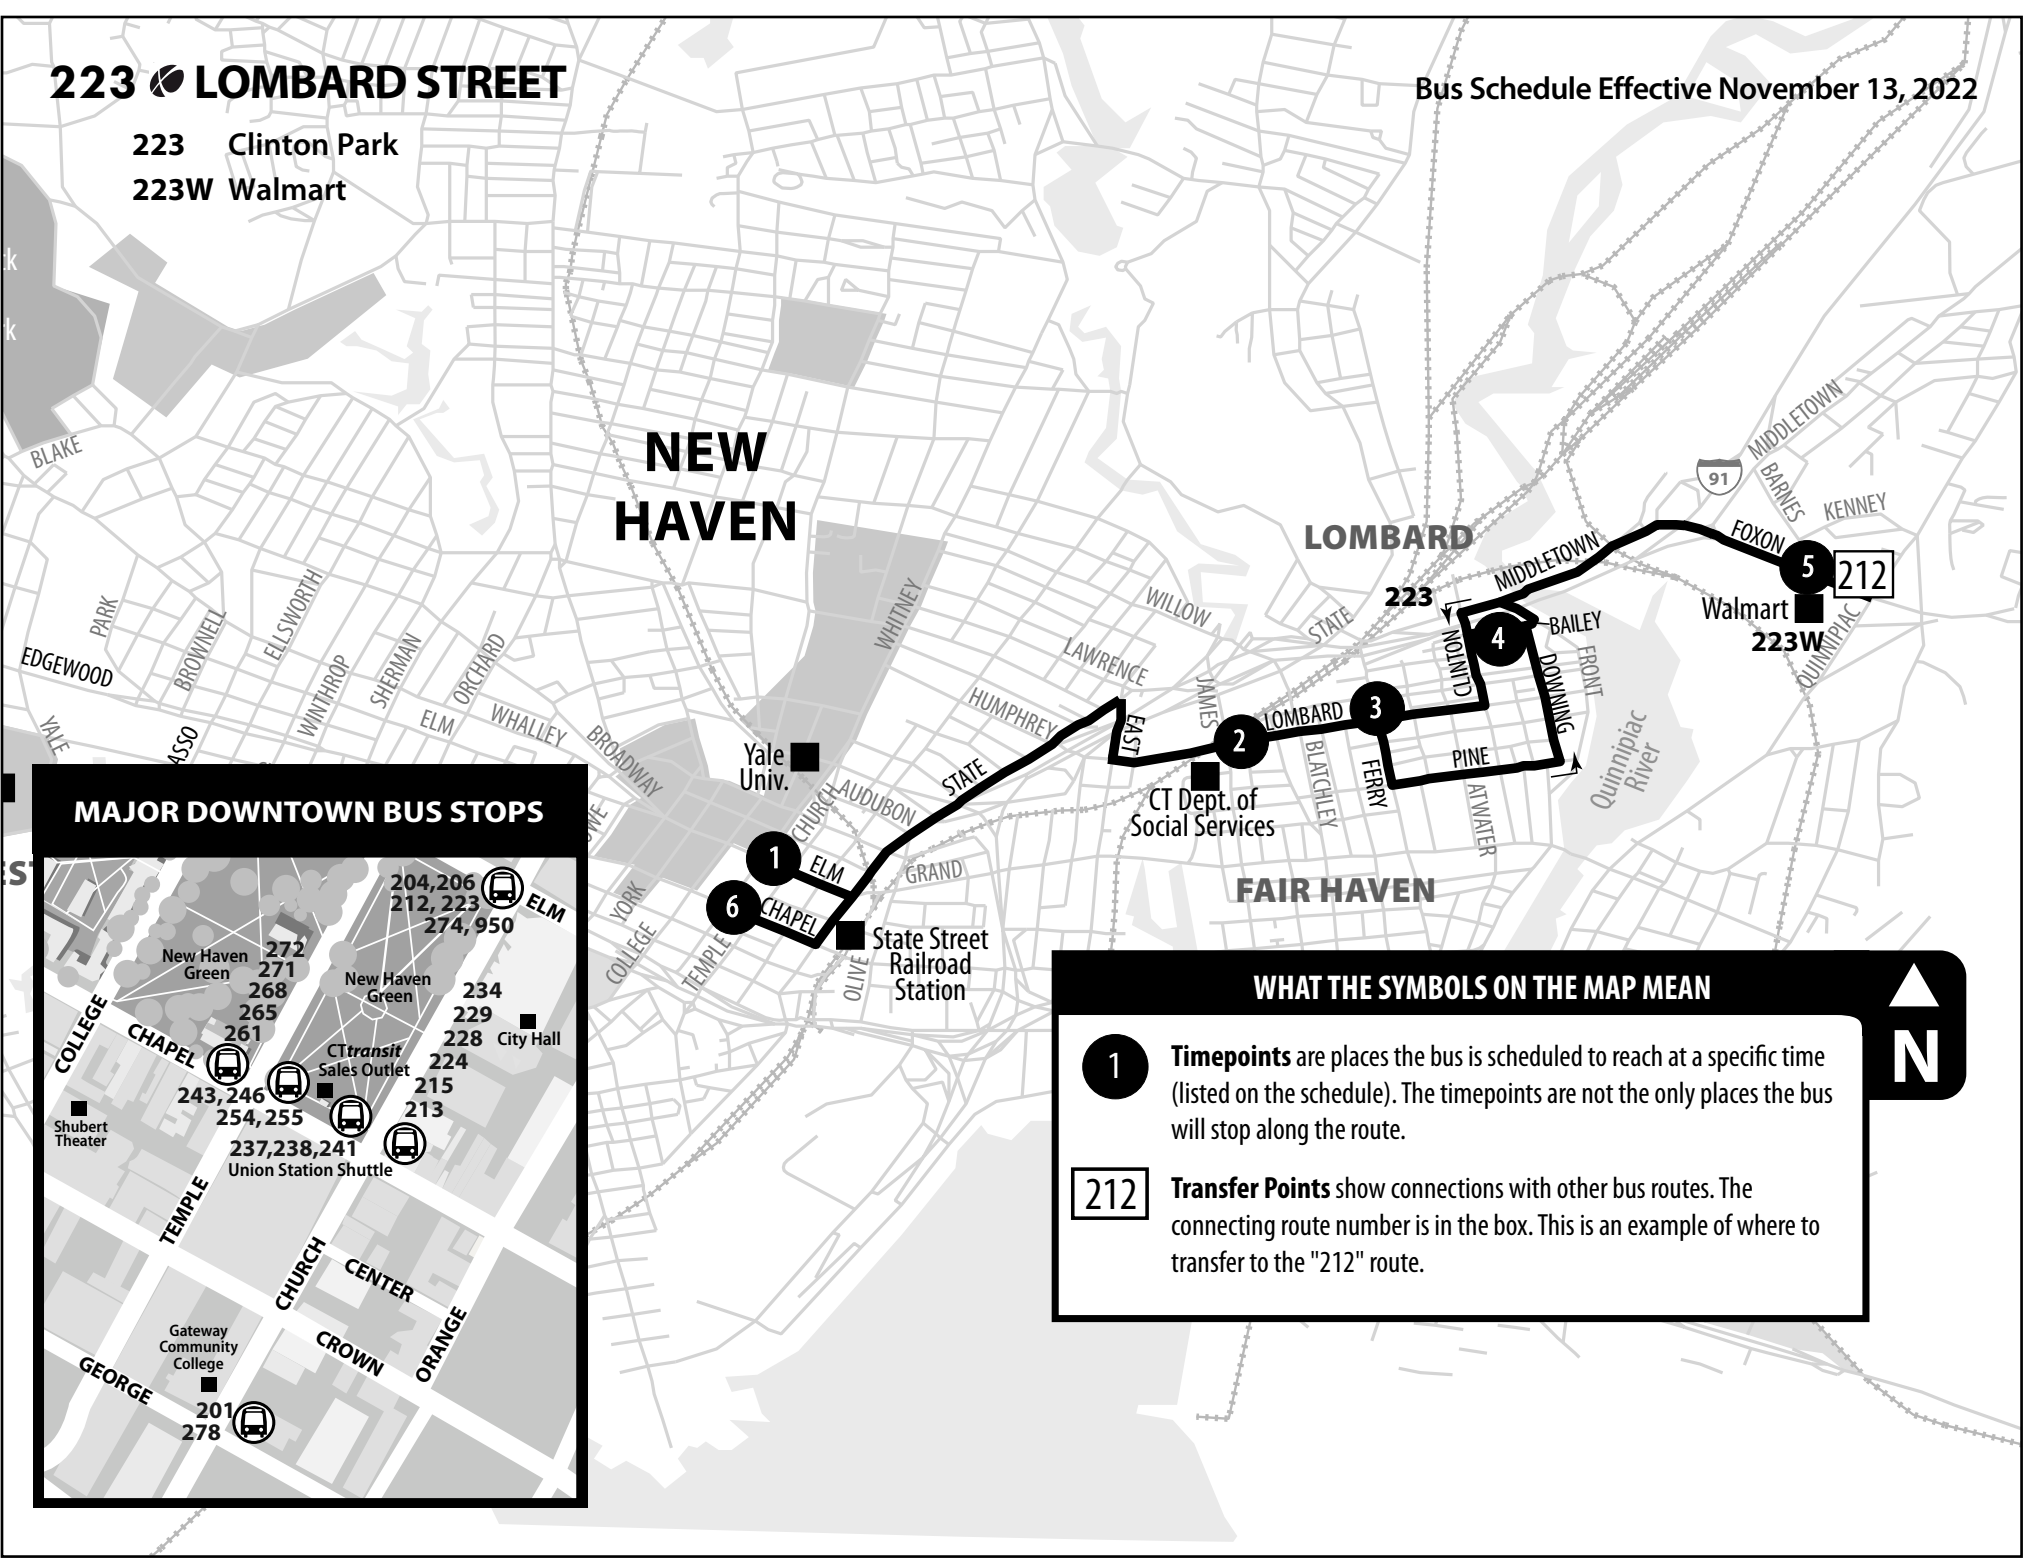 223 LOMBARD STREET
223 Clinton Park
223W Walmart
Bus Schedule Effective November 13, 2022
NEW
HAVEN
BLAKE
PARK
EDGEWOOD
BROWNELL
ELLSWORTH
WINTHROP
SHERMAN
ORCHARD
YALE
ELM
WHALLEY
BROADWAY
WHITNEY
WILLOW
LAWRENCE
HUMPHREY
STATE
JAMES
LOMBARD
223
MIDDLETOWN
BARNES
KENNEY
91
MIDDLETOWN
FOXON
5
212
Walmart
223W
QUINNIPIAC
4
BAILEY
CLINTON
DOWNING
FRONT
3
LOMBARD
2
EAST
CT Dept. of
Social Services
BLATCHLEY
FERRY
PINE
ATWATER
Quinnipiac
River
STATE
Yale
Univ.
CHURCH
AUDUBON
1
ELM
GRAND
6
CHAPEL
State Street
Railroad
Station
OLIVE
YORK
COLLEGE
TEMPLE
FAIR HAVEN
MAJOR DOWNTOWN BUS STOPS
204,206
212, 223
274, 950
ELM
New Haven
Green
272
271
268
265
261
New Haven
Green
234
229
228
224
215
213
City Hall
COLLEGE
CHAPEL
CTtransit
Sales Outlet
243, 246
254, 255
237,238,241
Union Station Shuttle
Shubert
Theater
TEMPLE
CHURCH
CENTER
CROWN
ORANGE
GEORGE
Gateway
Community
College
201
278
WHAT THE SYMBOLS ON THE MAP MEAN
N
1
Timepoints are places the bus is scheduled to reach at a specific time
(listed on the schedule). The timepoints are not the only places the bus
will stop along the route.
212
Transfer Points show connections with other bus routes. The
connecting route number is in the box. This is an example of where to
transfer to the "212" route.